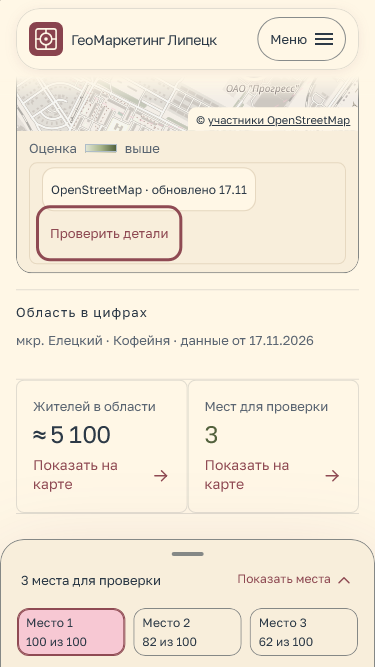 ГеоМаркетинг Липецк
Меню
ОАО "Прогресс"
© участники OpenStreetMap
Оценка выше
OpenStreetMap · обновлено 17.11
Проверить детали
Область в цифрах
мкр. Елецкий · Кофейня · данные от 17.11.2026
Жителей в области
≈ 5 100
Показать на
карте
Мест для проверки
3
Показать на
карте
3 места для проверки
Показать места
Место 1
100 из 100
Место 2
82 из 100
Место 3
62 из 100